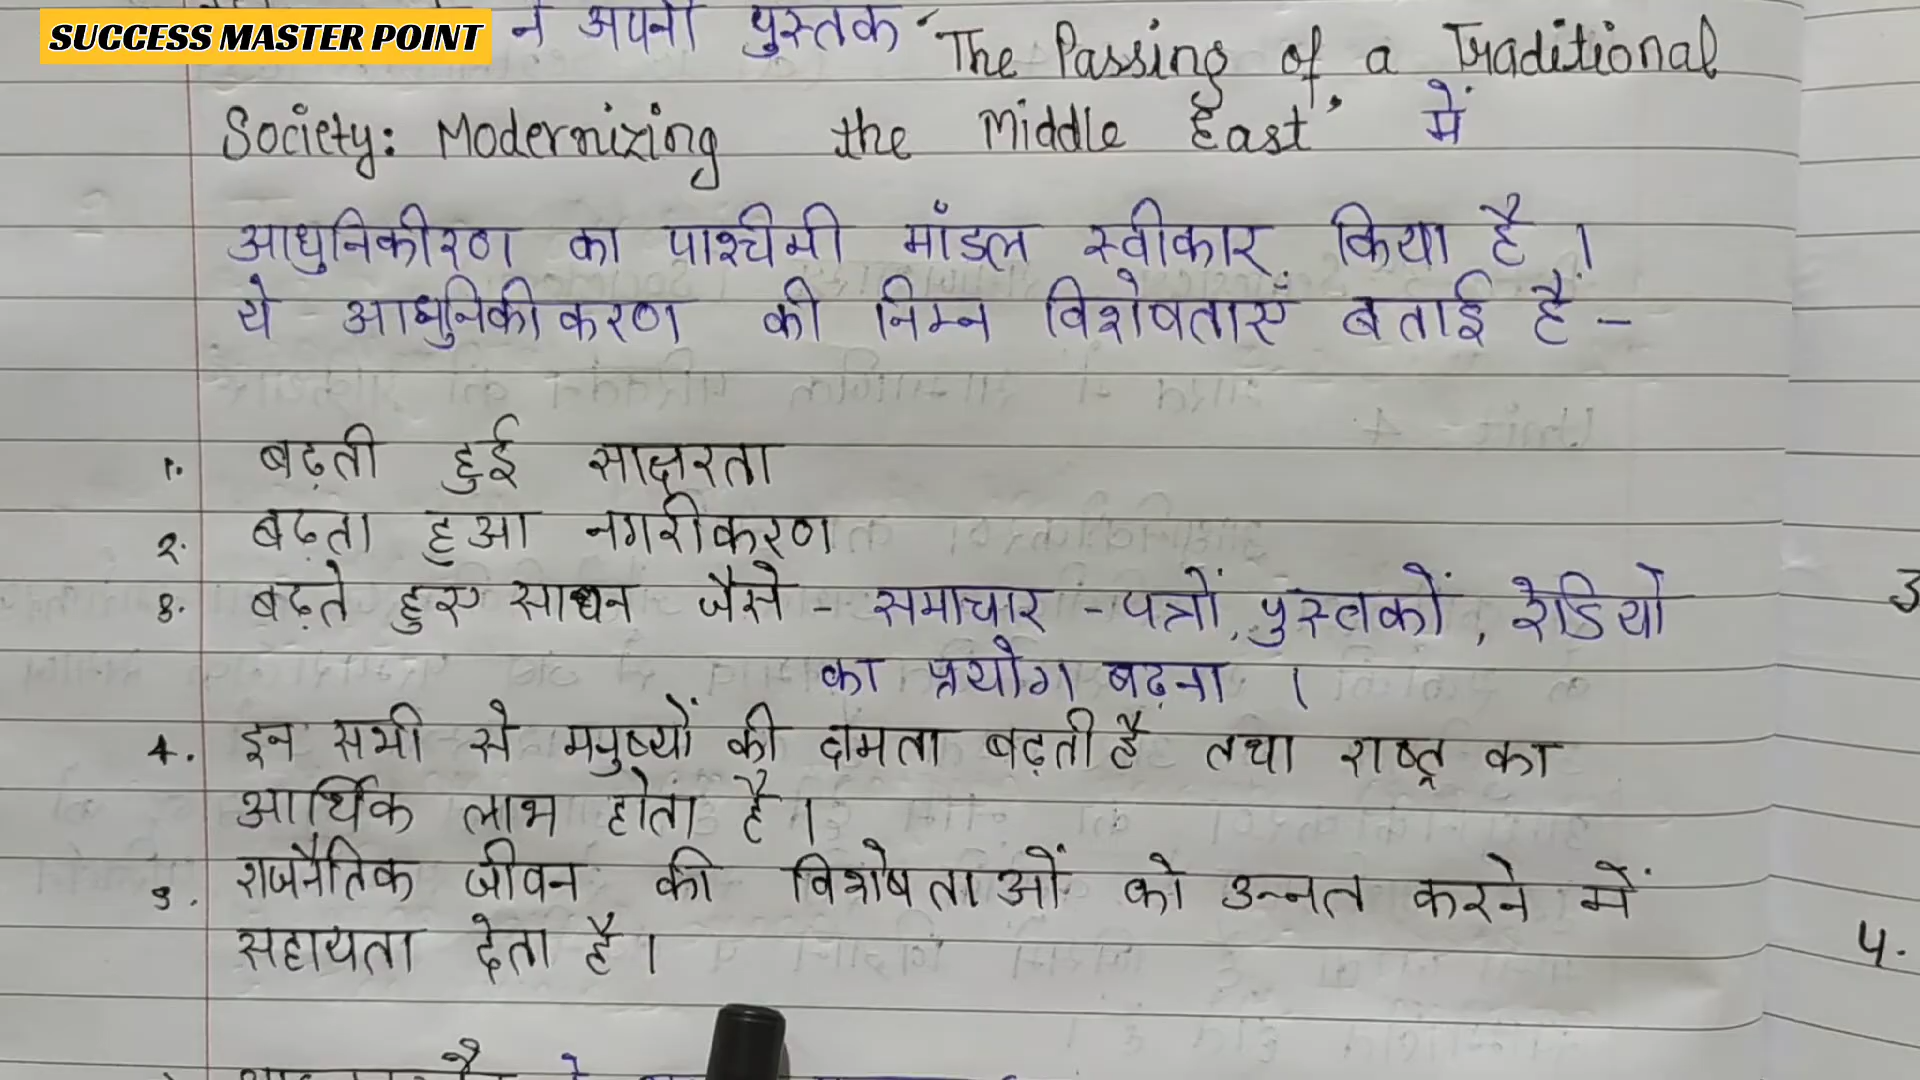 SUCCESS MASTER POINT
ने अपनी पुस्तक "The Passing of a Traditional
Society: Modernizing the Middle East" में
आधुनिकीरण का पाश्चीमी मॉडल स्वीकार किया है ।
ये आधुनिकीकरण की निम्न विशेषताएँ बताई हैं -
1. बढ़ती हुई साक्षरता
2. बढ़ता हुआ नगरीकरण
3. बढ़ते हुए साधन जैसे - समाचार - पत्रों, पुस्तकों, रेडियो
का प्रयोग बढ़ना ।
4. इन सभी से मनुष्यों की क्षमता बढ़ती है तथा राष्ट्र का
आर्थिक लाभ होता है ।
5. राजनैतिक जीवन की विशेषताओं को उन्नत करने में
सहायता देता है ।
3
4.